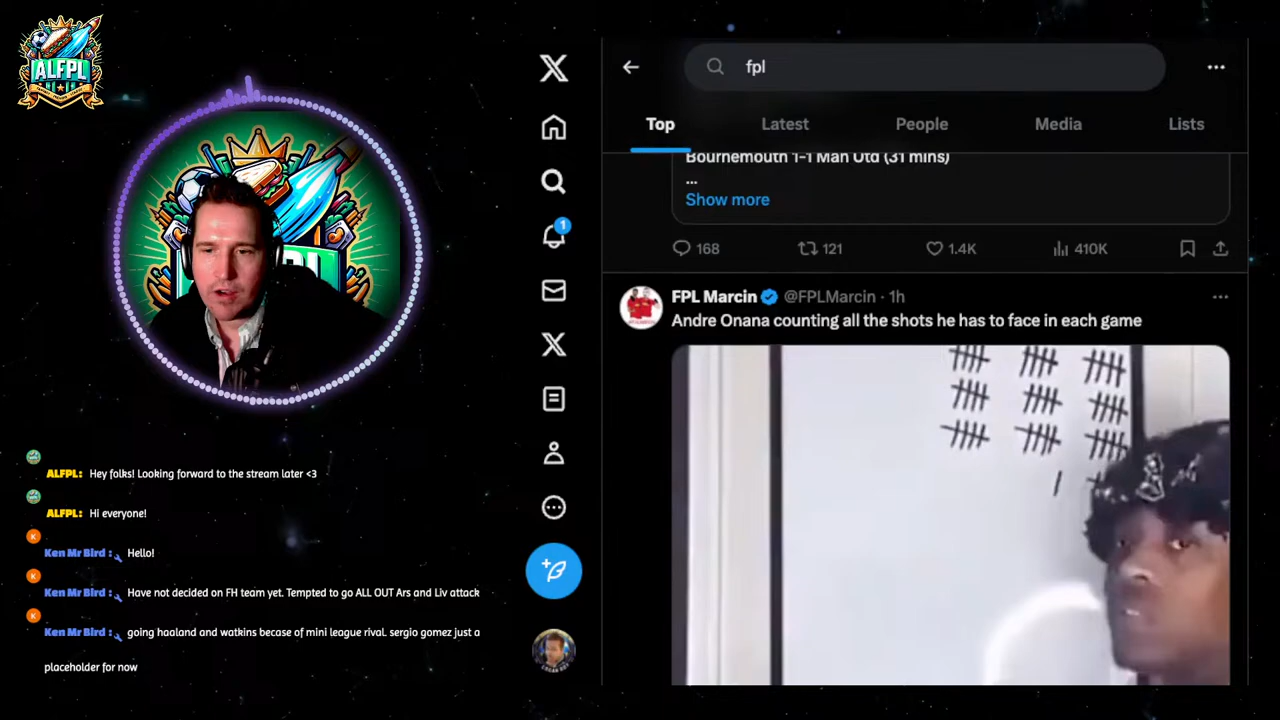 ALFPL
ALFPL: Hey folks! Looking forward to the stream later <3
ALFPL: Hi everyone!
K
Ken Mr Bird : Hello!
K
Ken Mr Bird : Have not decided on FH team yet. Tempted to go ALL OUT Ars and Liv attack
K
Ken Mr Bird : going haaland and watkins becase of mini league rival. sergio gomez just a
placeholder for now
1
fpl
Top Latest People Media Lists
Bournemouth 1-1 Man Utd (31 mins)
...
Show more
168 121 1.4K 410K
FPL Marcin @FPLMarcin · 1h
Andre Onana counting all the shots he has to face in each game